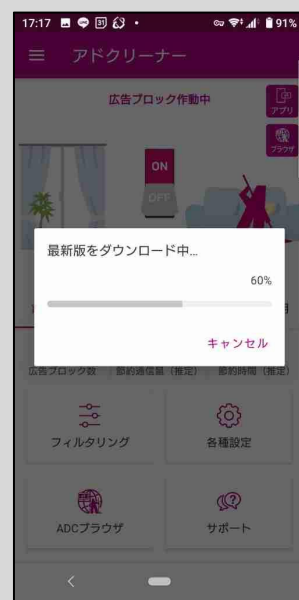 17:17 31 91%
アドクリーナー
広告ブロック作動中
アプリ
ブラウザ
ON
OFF
最新版をダウンロード中...
60%
キャンセル
広告ブロック数 節約通信量 (推定) 節約時間 (推定)
フィルタリング 各種設定
ADCブラウザ サポート